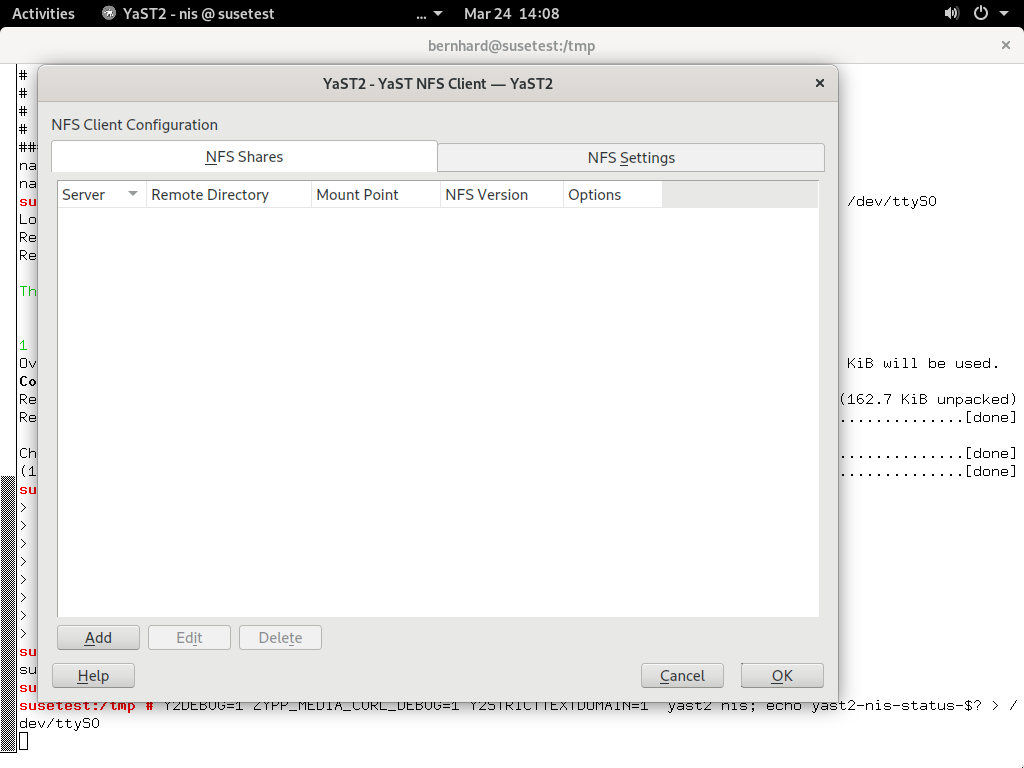 Activities YaST2 - nis @ susetest ... Mar 24 14:08
bernhard@susetest:/tmp ×
YaST2 - YaST NFS Client — YaST2 ×
NFS Client Configuration
NFS Shares NFS Settings
Server Remote Directory Mount Point NFS Version Options
Add Edit Delete
Help Cancel OK
#
#
#
#
##
na
na
su /dev/ttyS0
Lo
Re
Re
Th
1
Ov KiB will be used.
Co
Re (162.7 KiB unpacked)
Re ..............[done]
Ch ..............[done]
(1 ..............[done]
su
>
>
>
>
>
>
>
>
su
su
su
susetest:/tmp # Y2DEBUG=1 ZYPP_MEDIA_CURL_DEBUG=1 Y2STRICTTEXTDOMAIN=1 yast2 nis; echo yast2-nis-status-$? > /
dev/ttyS0